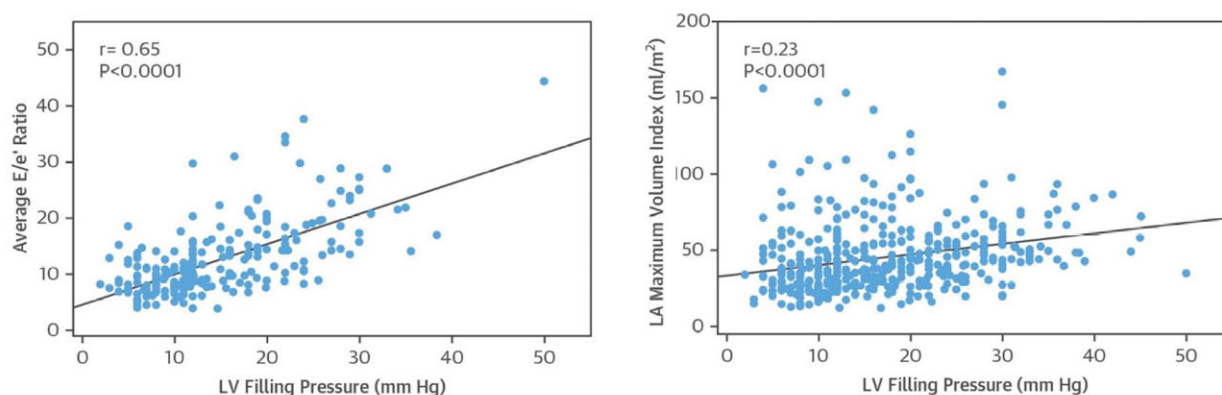 r= 0.65
P<0.0001
Average E/e' Ratio
50
40
30
20
10
0
0 10 20 30 40 50
LV Filling Pressure (mm Hg)
r=0.23
P<0.0001
LA Maximum Volume Index (ml/m²)
200
150
100
50
0
0 10 20 30 40 50
LV Filling Pressure (mm Hg)